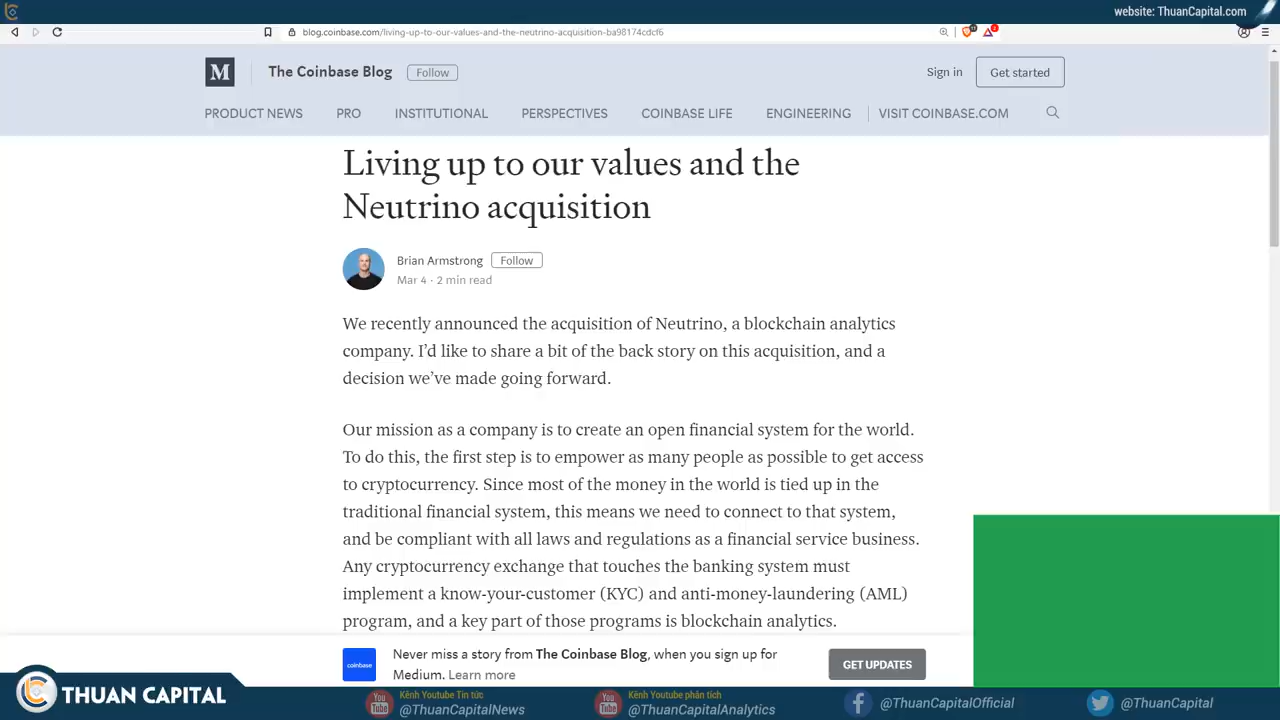 website: ThuanCapital.com
blog.coinbase.com/living-up-to-our-values-and-the-neutrino-acquisition-ba98174cdcf6
M
The Coinbase Blog
Follow
Sign in
Get started
PRODUCT NEWS
PRO
INSTITUTIONAL
PERSPECTIVES
COINBASE LIFE
ENGINEERING
VISIT COINBASE.COM
Living up to our values and the
Neutrino acquisition
Brian Armstrong
Follow
Mar 4 · 2 min read
We recently announced the acquisition of Neutrino, a blockchain analytics
company. I’d like to share a bit of the back story on this acquisition, and a
decision we’ve made going forward.
Our mission as a company is to create an open financial system for the world.
To do this, the first step is to empower as many people as possible to get access
to cryptocurrency. Since most of the money in the world is tied up in the
traditional financial system, this means we need to connect to that system,
and be compliant with all laws and regulations as a financial service business.
Any cryptocurrency exchange that touches the banking system must
implement a know-your-customer (KYC) and anti-money-laundering (AML)
program, and a key part of those programs is blockchain analytics.
coinbase
Never miss a story from The Coinbase Blog, when you sign up for
Medium. Learn more
GET UPDATES
THUAN CAPITAL
You
Tube
Kênh Youtube Tin tức
@ThuanCapitalNews
You
Tube
Kênh Youtube phân tích
@ThuanCapitalAnalytics
@ThuanCapitalOfficial
@ThuanCapital